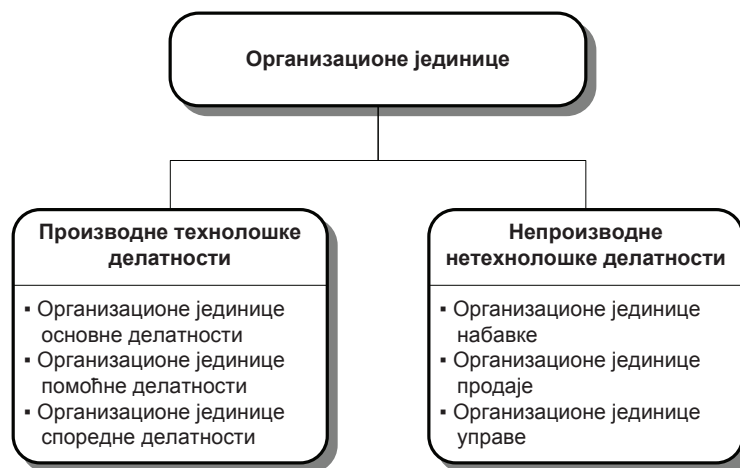 Организационе јединице
Производне технолошке
делатности
▪ Организационе јединице
основне делатности
▪ Организационе јединице
помоћне делатности
▪ Организационе јединице
споредне делатности
Непроизводне
нетехнолошке делатности
▪ Организационе јединице
набавке
▪ Организационе јединице
продаје
▪ Организационе јединице
управе